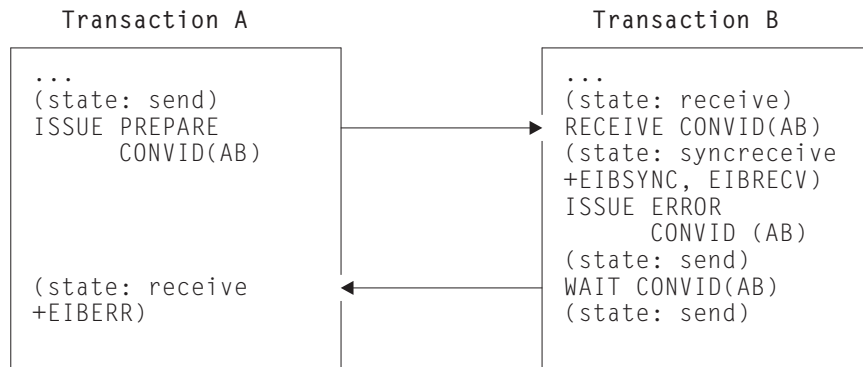 Transaction A
Transaction B
...
(state: send)
ISSUE PREPARE
CONVID(AB)
(state: receive
+EIBERR)
...
(state: receive)
RECEIVE CONVID(AB)
(state: syncreceive
+EIBSYNC, EIBRECV)
ISSUE ERROR
CONVID (AB)
(state: send)
WAIT CONVID(AB)
(state: send)